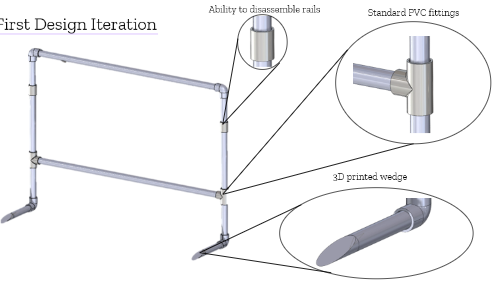 First Design Iteration
Ability to disassemble rails
Standard PVC fittings
3D printed wedge